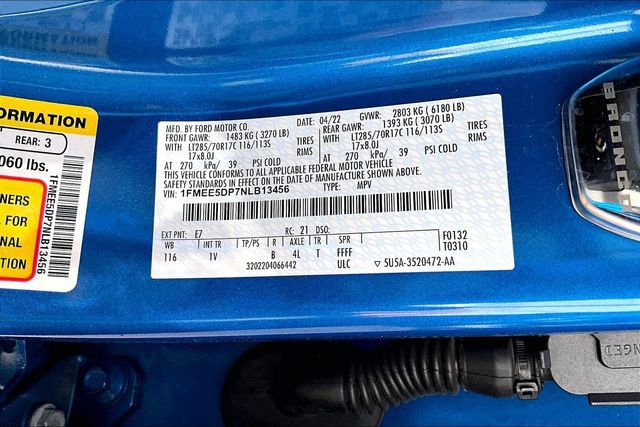 FORMATION
REAR: 3
060 lbs.
NERS
L FOR
ONAL
ATION
1FMEE5DP7NLB13456
MFD. BY FORD MOTOR CO.
FRONT GAWR: 1483 KG ( 3270 LB)
LT285/70R17C 116/113S TIRES
17x8.0J RIMS
AT 270 kPa/ 39 PSI COLD
04/22 GVWR: 2803 KG ( 6180 LB)
REAR GAWR: 1393 KG ( 3070 LB)
LT285/70R17C 116/113S TIRES
17x8.0J RIMS
AT 270 kPa/ 39 PSI COLD
THIS VEHICLE CONFORMS TO ALL APPLICABLE FEDERAL MOTOR VEHICLE
SAFETY STANDARDS IN EFFECT ON THE DATE OF MANUFACTURE SHOWN ABOVE.
VIN: 1FMEE5DP7NLB13456 TYPE: MPV
EXT PNT: E7 RC: 21 DSO:
WB INT TR TP/PS R AXLE TR SPR
116 1V B 4L T FFFF
3202204066442 ULC
F0132
T0310
▽ 5U5A-3520472-AA
BRONCO
NGED